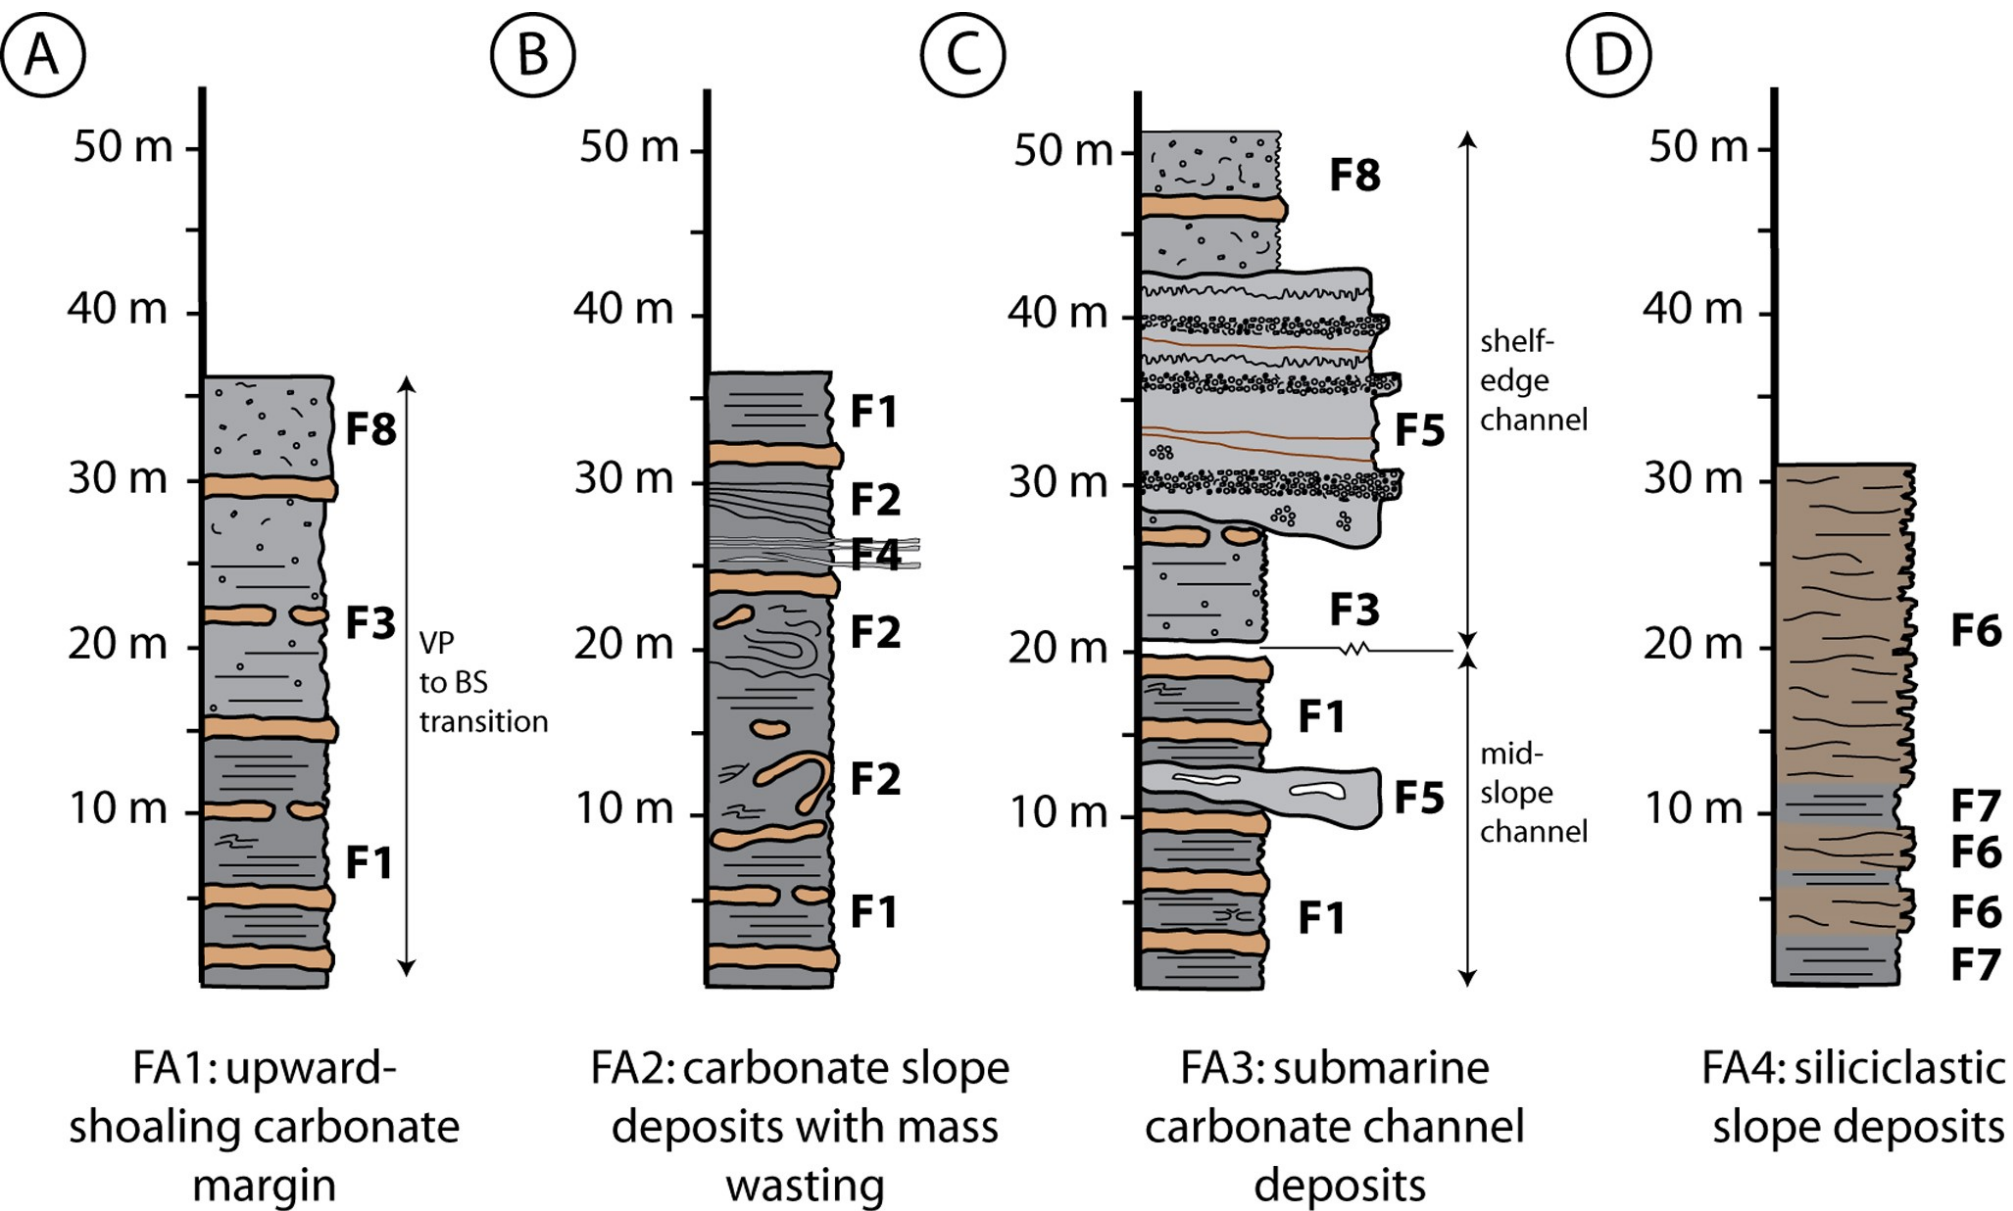 A
50 m
40 m
30 m
20 m
10 m
F8
F3
F1
VP
to BS
transition
FA1: upward-
shoaling carbonate
margin
B
50 m
40 m
30 m
20 m
10 m
F1
F2
F4
F2
F2
F1
FA2: carbonate slope
deposits with mass
wasting
C
50 m
40 m
30 m
20 m
10 m
F8
F5
F3
F1
F5
F1
shelf-
edge
channel
mid-
slope
channel
FA3: submarine
carbonate channel
deposits
D
50 m
40 m
30 m
20 m
10 m
F6
F7
F6
F6
F7
FA4: siliciclastic
slope deposits